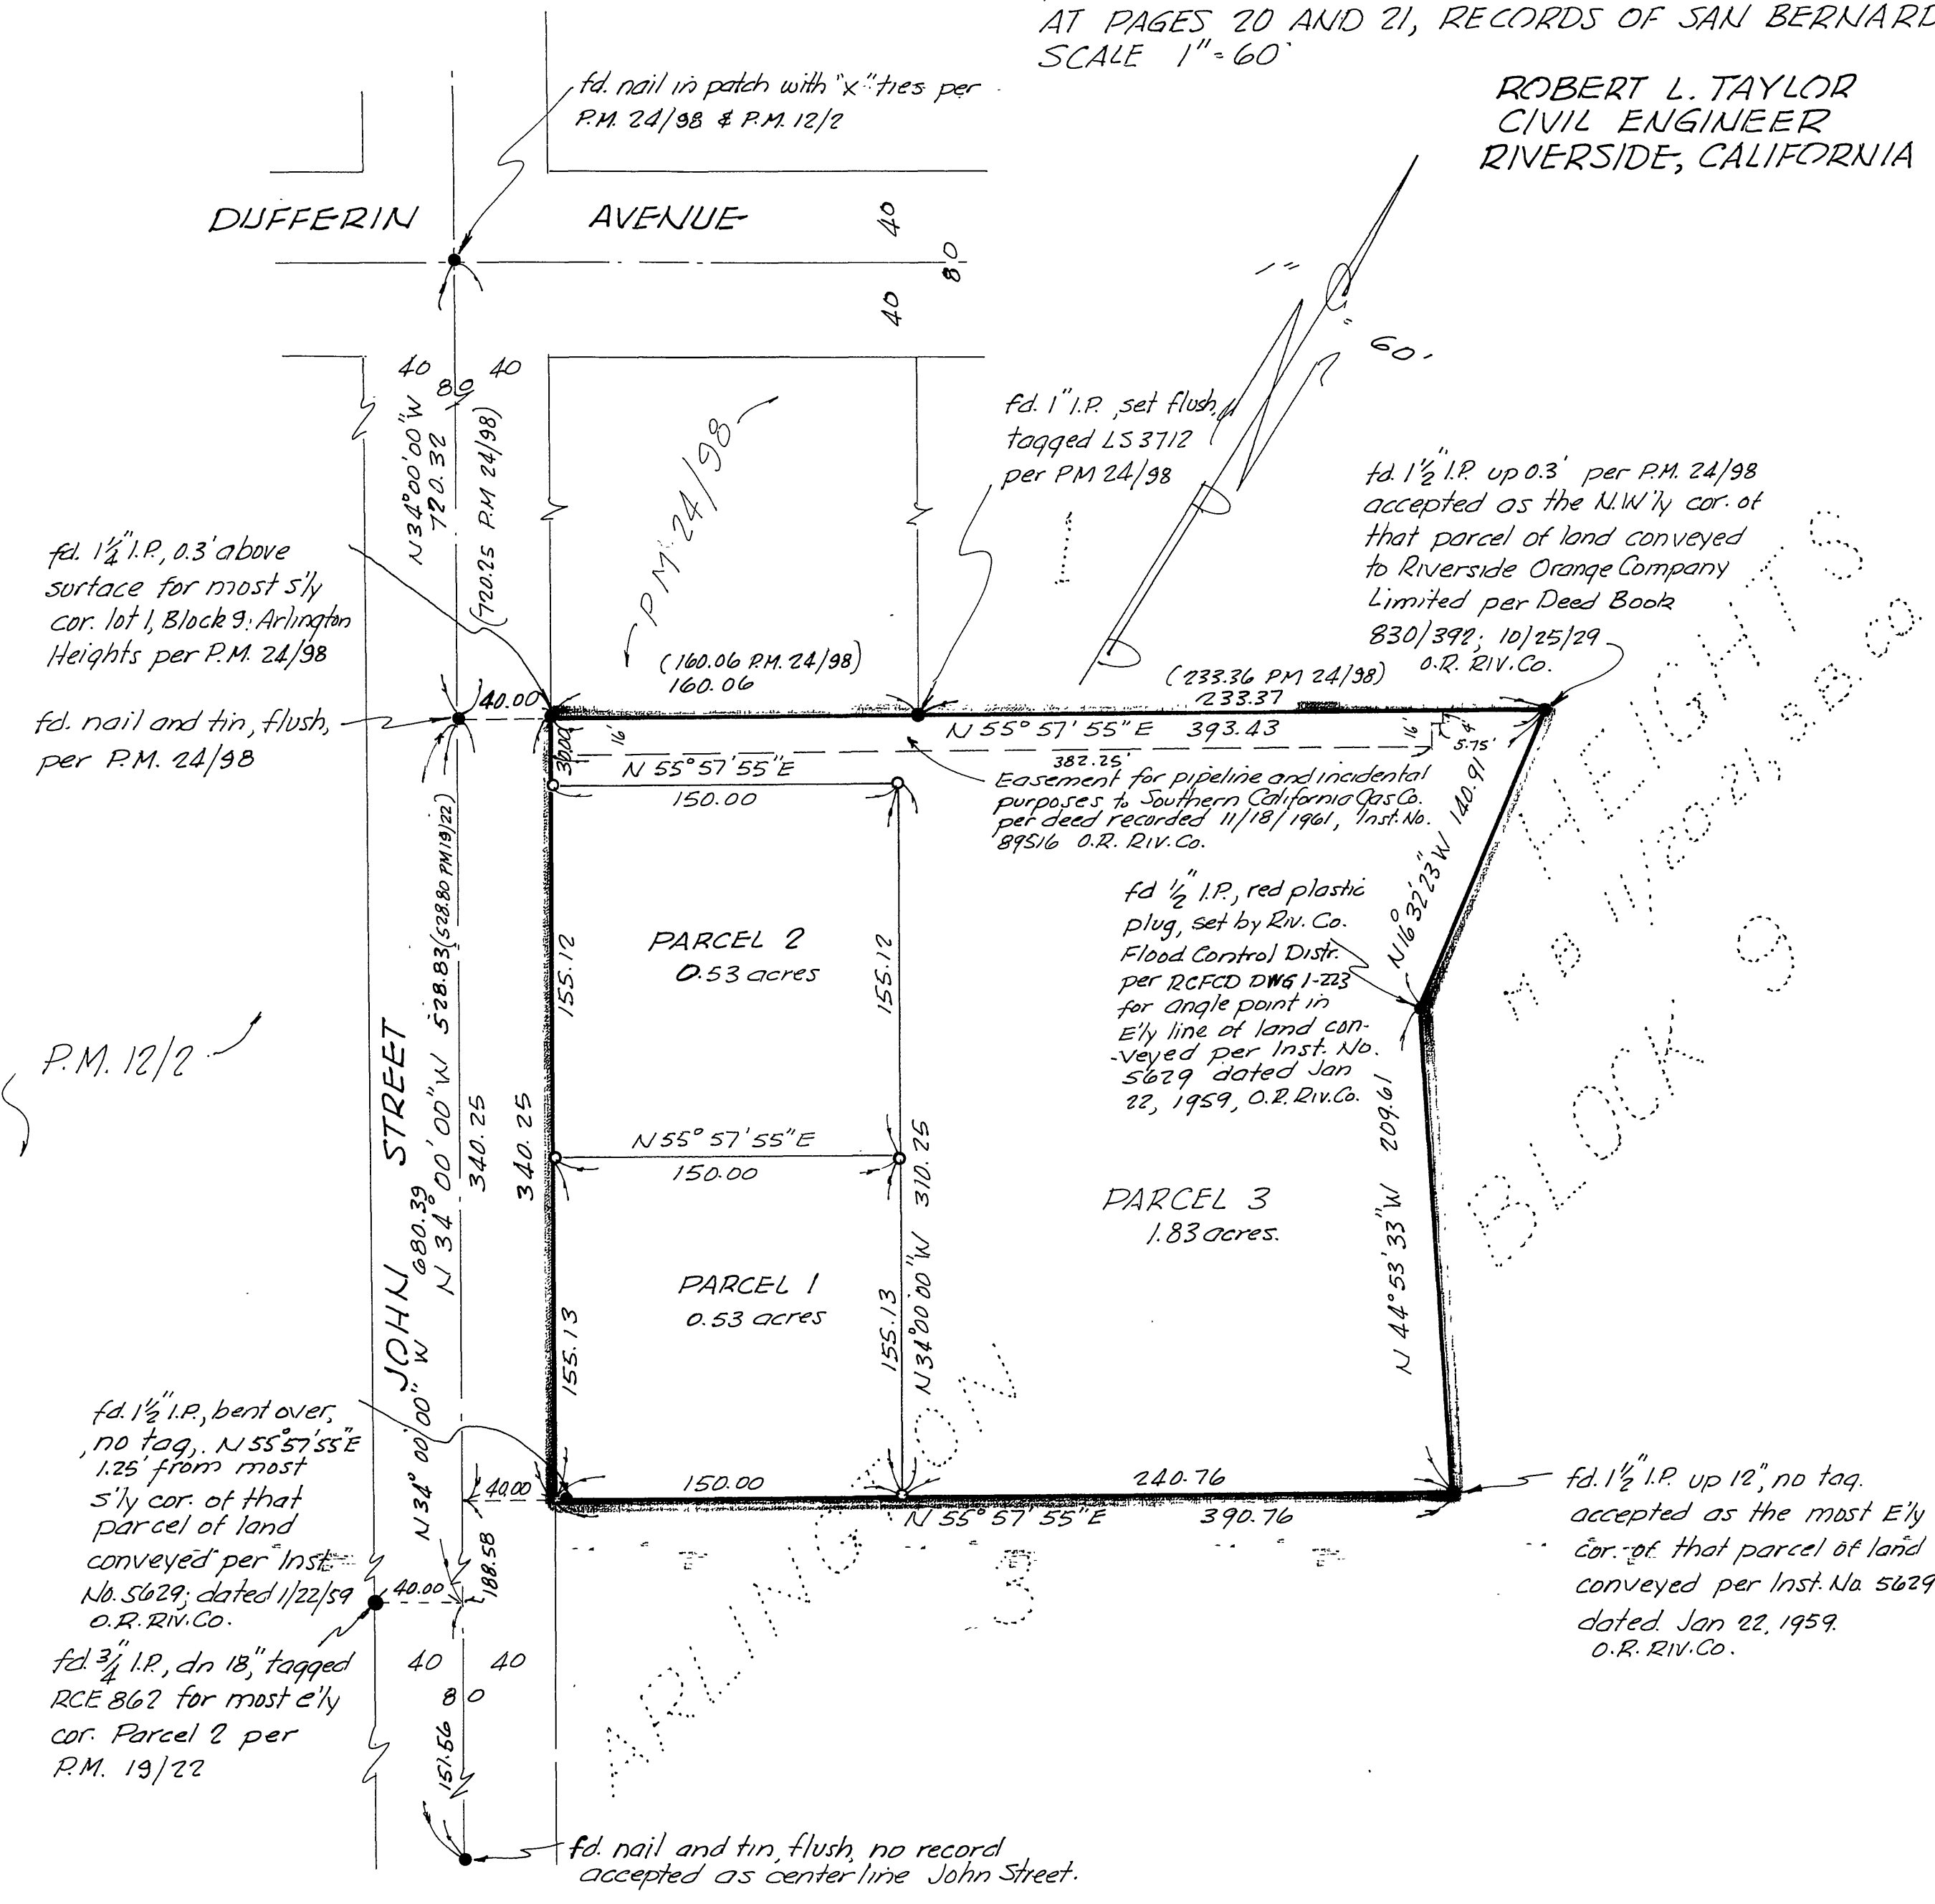 AT PAGES 20 AND 21, RECORDS OF SAN BERNARD
SCALE 1"=60'
ROBERT L. TAYLOR
CIVIL ENGINEER
RIVERSIDE, CALIFORNIA
fd. nail in patch with "x" ties per
P.M. 24/98 & P.M. 12/2
DUFFERIN AVENUE
40
80
40
1" = 60'
40 40
80
N34°00'00"W
720.32
(720.25 P.M 24/98)
P.M. 24/98
fd. 1" I.P., set flush,
tagged LS3712
per PM 24/98
1
fd. 1½" I.P. up 0.3' per P.M. 24/98
accepted as the N.W'ly cor. of
that parcel of land conveyed
to Riverside Orange Company
Limited per Deed Book
830/392; 10/25/29
O.R. RIV.Co.
fd. 1¼" I.P., 0.3' above
surface for most s'ly
cor. lot 1, Block 9, Arlington
Heights per P.M. 24/98
fd. nail and tin, flush,
per P.M. 24/98
40.00
(160.06 P.M. 24/98)
160.06
(233.36 PM 24/98)
233.37
N 55°57'55"E 393.43
30.00
16'
16'
5.75'
382.25'
N 55°57'55"E
150.00
Easement for pipeline and incidental
purposes to Southern California Gas Co.
per deed recorded 11/18/1961, Inst. No.
89516 O.R. RIV.Co.
N16°32'23"W 140.91
fd ½" I.P., red plastic
plug, set by Riv. Co.
Flood Control Distr.
per RCFCD DWG 1-223
for angle point in
E'ly line of land con-
-veyed per Inst. No.
5629 dated Jan
22, 1959, O.R. Riv.Co.
PARCEL 2
0.53 acres
155.12
155.12
528.83 (528.80 PM 19/22)
N 34°00'00"W
P.M. 12/2
JOHN STREET
680.39
N34°00'00"W
340.25
340.25
N55°57'55"E
150.00
N34°00'00"W 310.25
PARCEL 3
1.83 acres.
N 44°53'33"W 209.61
PARCEL 1
0.53 acres
155.13
155.13
ARLINGTON HEIGHTS
M B 11/20-21, S.B. Co.
BLOCK 9
fd. 1½" I.P., bent over,
no tag, N55°57'55"E
1.25' from most
s'ly cor. of that
parcel of land
conveyed per Inst
No. 5629; dated 1/22/59
O.R. RIV.Co.
40.00
150.00
240.76
N 55°57'55"E 390.76
3
188.58
40.00
fd. 1½" I.P. up 12", no tag.
accepted as the most E'ly
cor. of that parcel of land
conveyed per Inst. No. 5629
dated Jan 22, 1959.
O.R. RIV.Co.
fd. ¾" I.P., dn 18", tagged
RCE 862 for most e'ly
cor. Parcel 2 per
P.M. 19/22
40 40
80
151.56
fd. nail and tin, flush, no record
accepted as center line John Street.